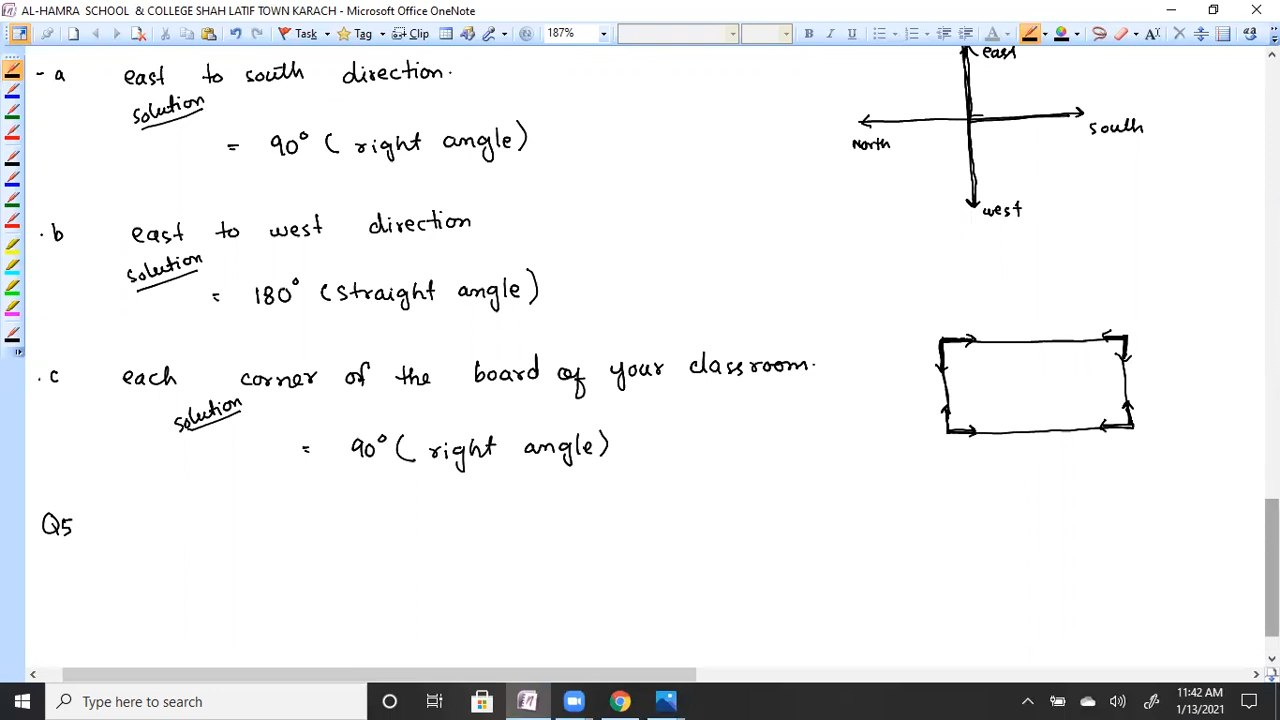 AL-HAMRA SCHOOL & COLLEGE SHAH LATIF TOWN KARACH - Microsoft Office OneNote
Task Tag Clip 187% B I U A
- a east to south direction.
solution
= 90° ( right angle )
east
North
South
west
. b east to west direction
solution
= 180° (straight angle )
. c each corner of the board of your classroom.
solution
= 90° ( right angle )
Q5
Type here to search
11:42 AM
1/13/2021